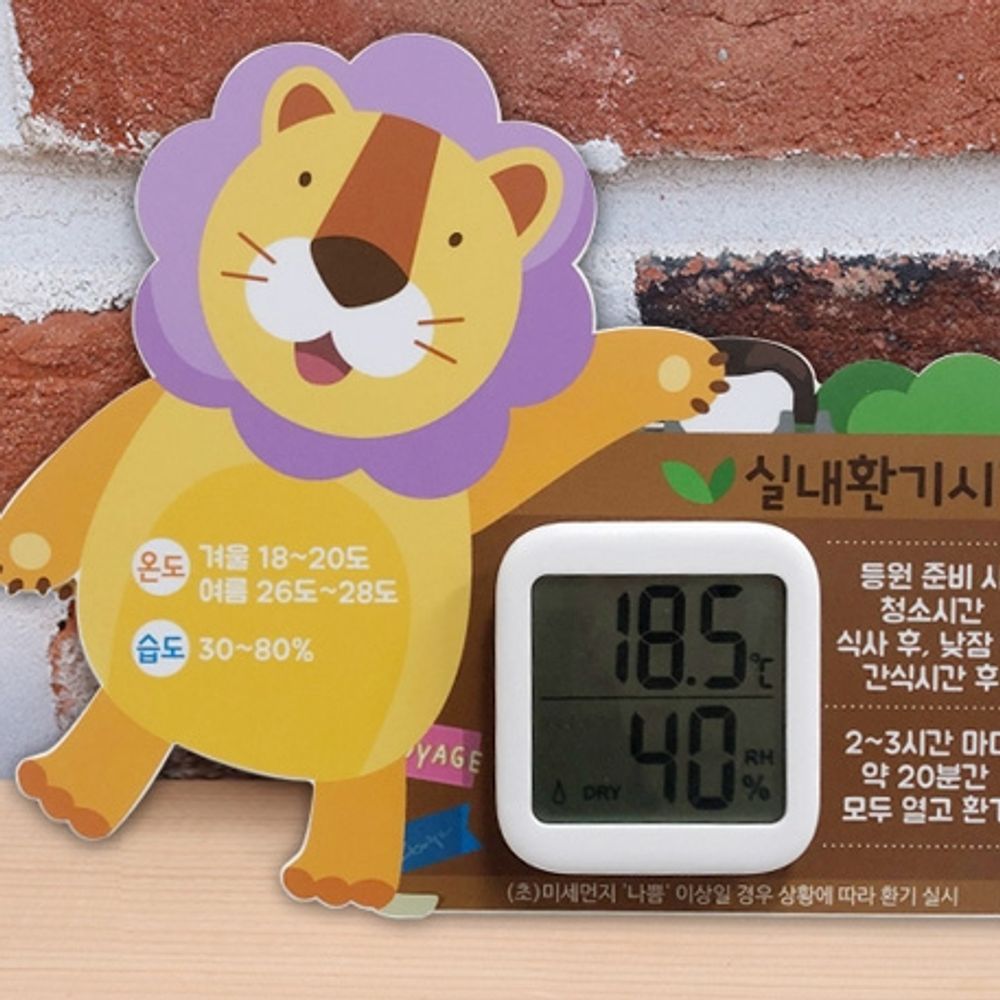 온도
겨울 18~20도
여름 26도~28도
습도
30~80%
실내환기시
18.5 ℃
40 RH %
DRY
등원 준비 시
청소시간
식사 후, 낮잠
간식시간 후
2~3시간 마다
약 20분간
모두 열고 환기
OYAGE
(초)미세먼지 '나쁨' 이상일 경우 상황에 따라 환기 실시